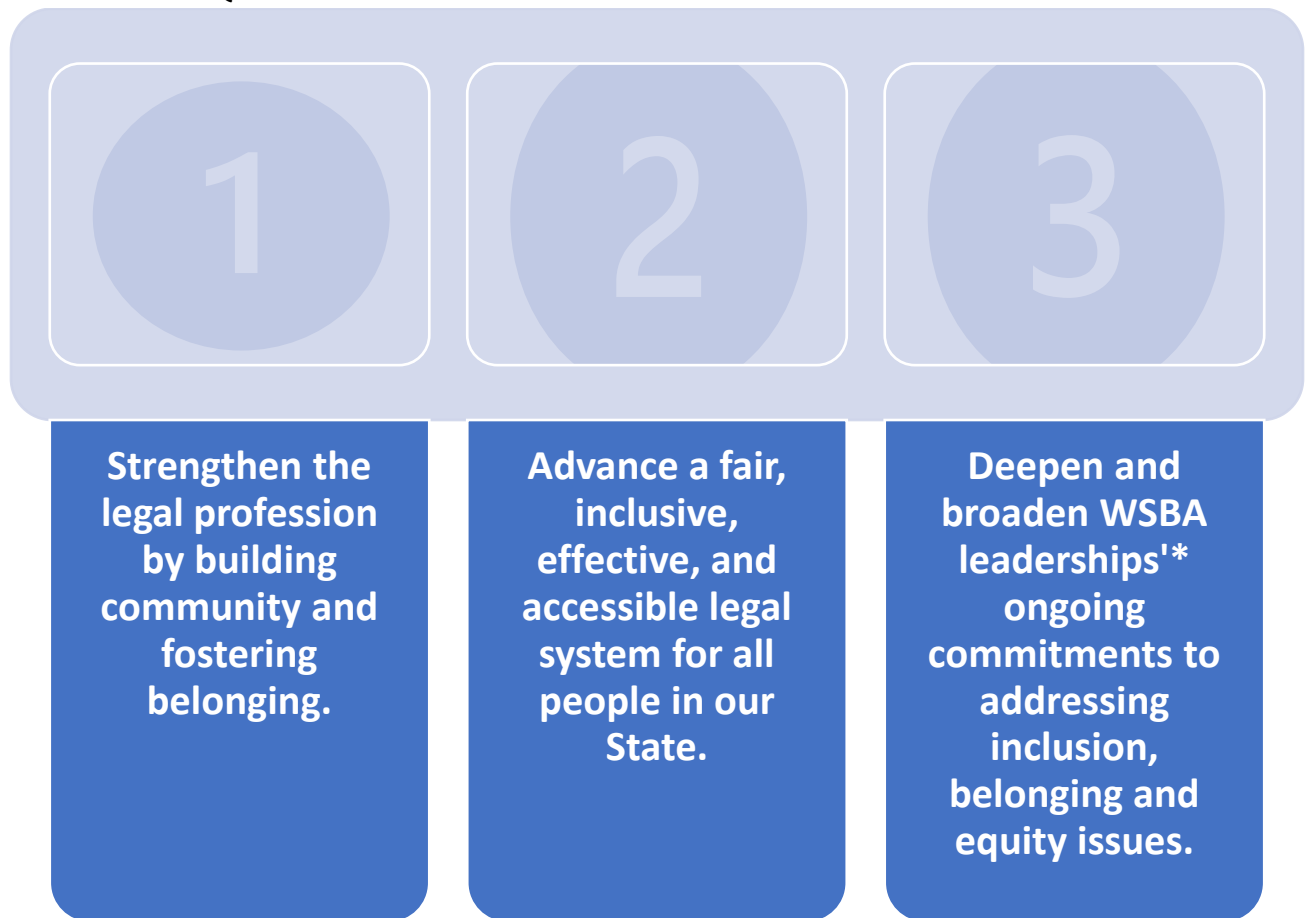 1
2
3
Strengthen the
legal profession
by building
community and
fostering
belonging.
Advance a fair,
inclusive,
effective, and
accessible legal
system for all
people in our
State.
Deepen and
broaden WSBA
leaderships'*
ongoing
commitments to
addressing
inclusion,
belonging and
equity issues.